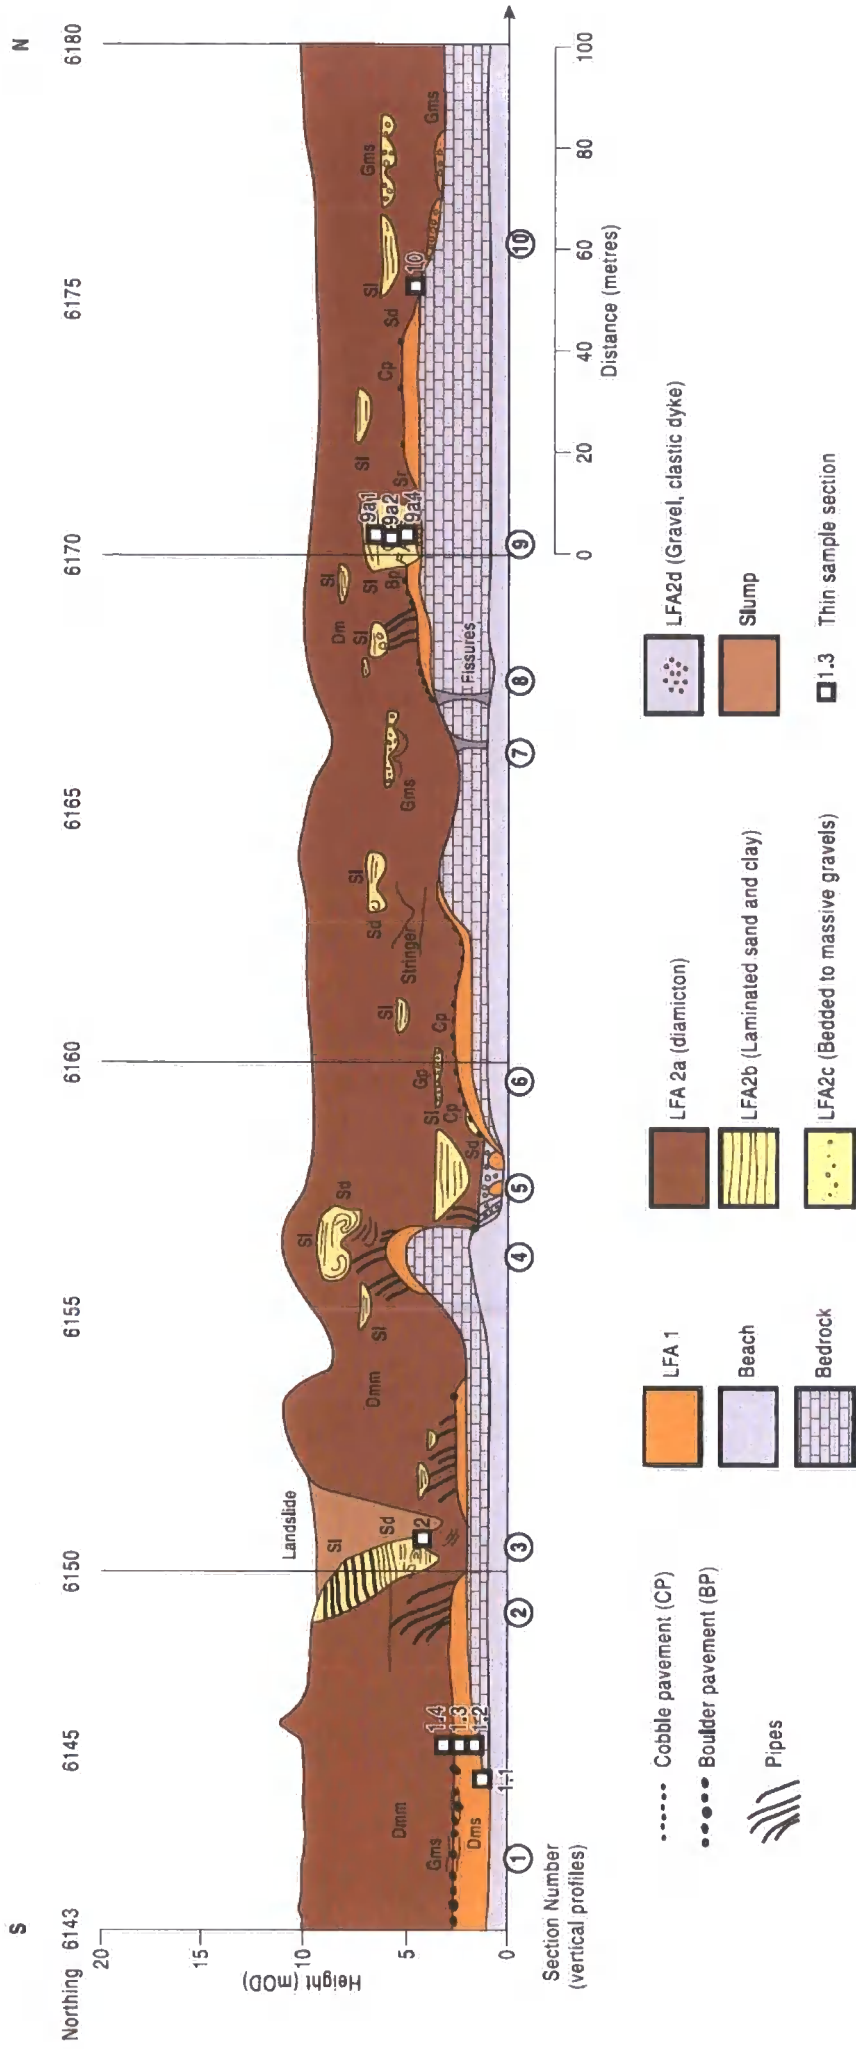 S
N
Northing 6143 6145 6150 6155 6160 6165 6170 6175 6180
20
15
10
5
0
Height (mOD)
Section Number
(vertical profiles)
1 2 3 4 5 6 7 8 9 10
Dmm
Gms
Dms
1.1
1.2
1.3
1.4
Landslide
Sl
Sd
2
Dmm
Sl
Sl
Sd
Sd
Sl
Cp
Gp
Cp
Sl
Stringer
Sd
Sl
Gms
Fissures
Dm
Sl
Sl
Sl
Bp
9a1
9a2
9a4
Sr
Sl
Cp
Sd
Sl
10
Gms
Gms
0 20 40 60 80 100
Distance (metres)
Cobble pavement (CP)
Boulder pavement (BP)
Pipes
LFA 1
Beach
Bedrock
LFA 2a (diamicton)
LFA2b (Laminated sand and clay)
LFA2c (Bedded to massive gravels)
LFA2d (Gravel, clastic dyke)
Slump
1.3 Thin sample section